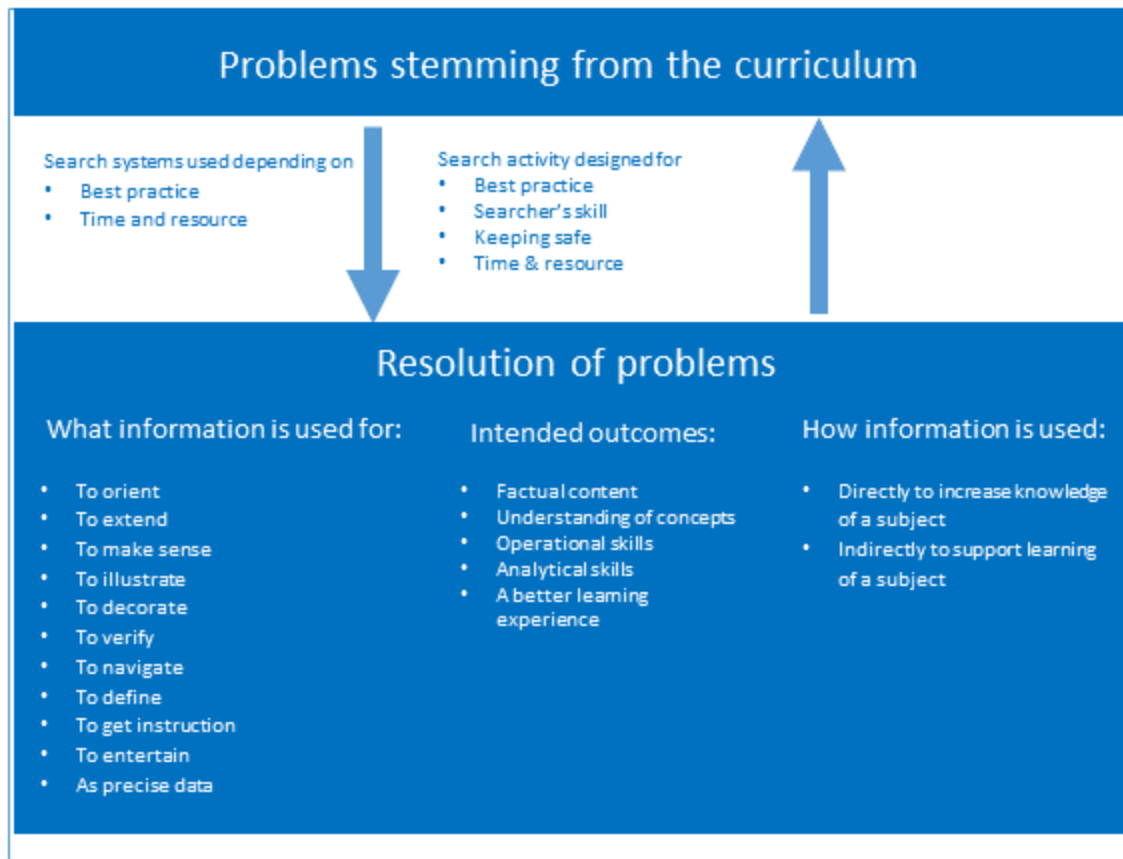 Problems stemming from the curriculum
Search systems used depending on
• Best practice
• Time and resource
Search activity designed for
• Best practice
• Searcher's skill
• Keeping safe
• Time & resource
Resolution of problems
What information is used for:
• To orient
• To extend
• To make sense
• To illustrate
• To decorate
• To verify
• To navigate
• To define
• To get instruction
• To entertain
• As precise data
Intended outcomes:
• Factual content
• Understanding of concepts
• Operational skills
• Analytical skills
• A better learning
experience
How information is used:
• Directly to increase knowledge
of a subject
• Indirectly to support learning
of a subject